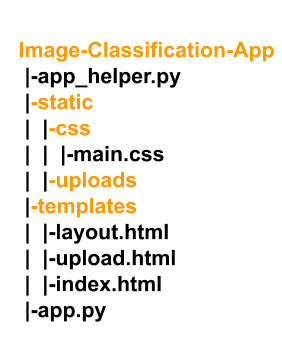 Image-Classification-App
|-app_helper.py
|-static
| |-css
| | |-main.css
| |-uploads
|-templates
| |-layout.html
| |-upload.html
| |-index.html
|-app.py